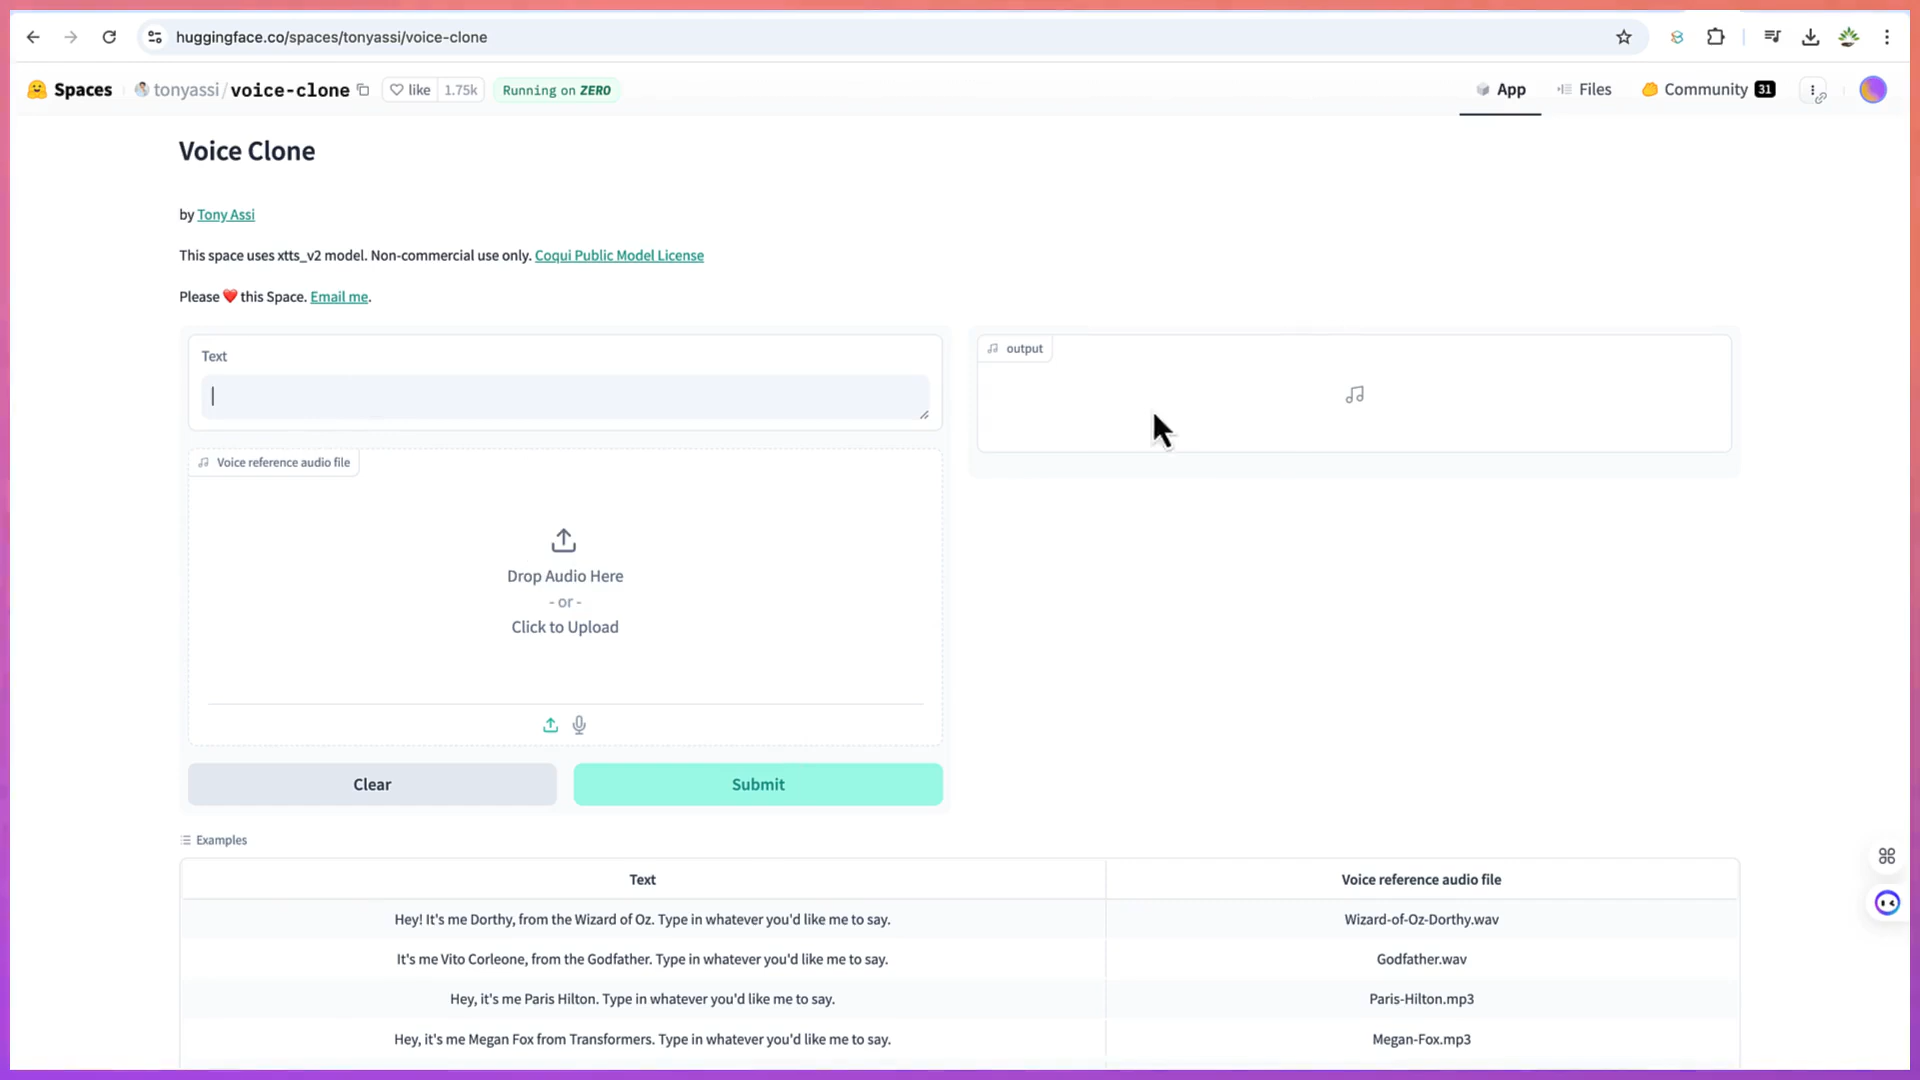 huggingface.co/spaces/tonyassi/voice-clone
Spaces tonyassi/voice-clone like 1.75k Running on ZERO App Files Community 31
Voice Clone
by Tony Assi
This space uses xtts_v2 model. Non-commercial use only. Coqui Public Model License
Please ❤️ this Space. Email me.
Text
output
Voice reference audio file
Drop Audio Here
- or -
Click to Upload
Clear
Submit
Examples
Text Voice reference audio file
Hey! It's me Dorthy, from the Wizard of Oz. Type in whatever you'd like me to say. Wizard-of-Oz-Dorthy.wav
It's me Vito Corleone, from the Godfather. Type in whatever you'd like me to say. Godfather.wav
Hey, it's me Paris Hilton. Type in whatever you'd like me to say. Paris-Hilton.mp3
Hey, it's me Megan Fox from Transformers. Type in whatever you'd like me to say. Megan-Fox.mp3